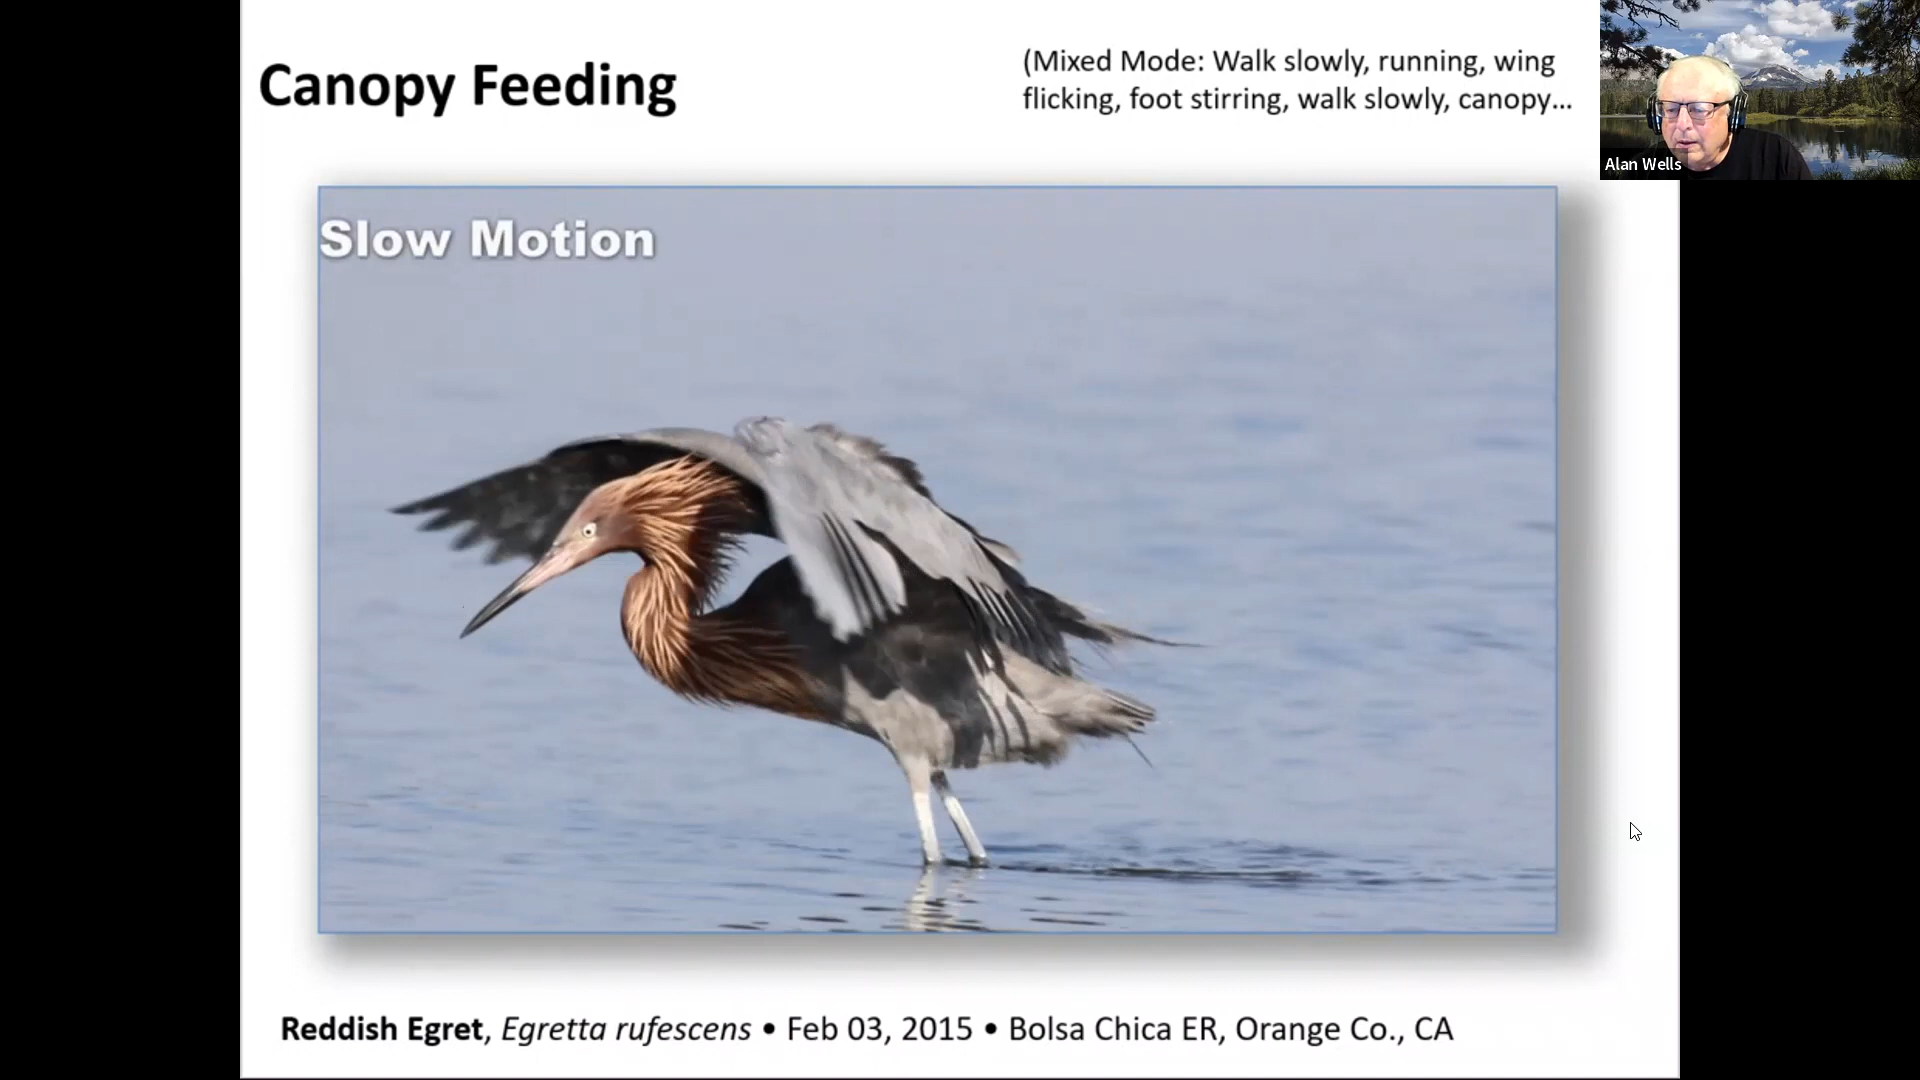 Canopy Feeding
(Mixed Mode: Walk slowly, running, wing
flicking, foot stirring, walk slowly, canopy...
Alan Wells
Slow Motion
Reddish Egret, Egretta rufescens • Feb 03, 2015 • Bolsa Chica ER, Orange Co., CA